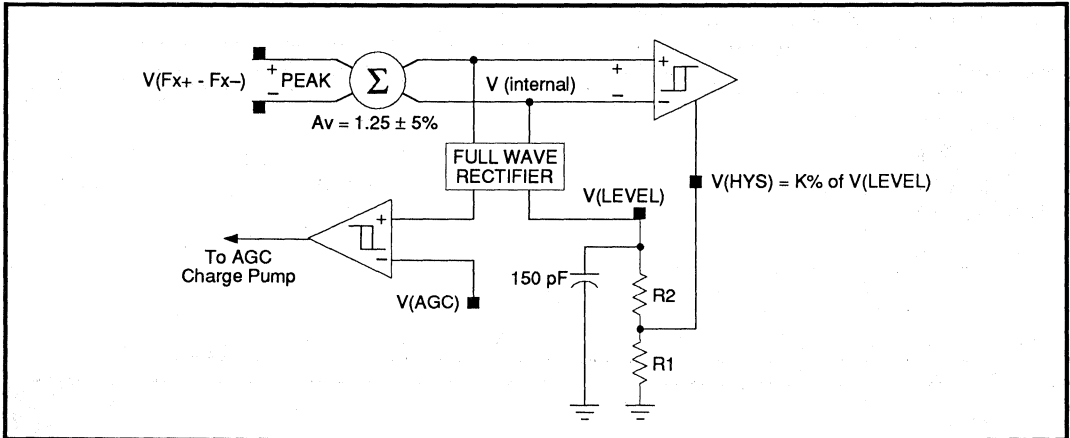 V(Fx+ - Fx–)
+
PEAK
–
Σ
Av = 1.25 ± 5%
V (internal)
+
–
+
–
FULL WAVE
RECTIFIER
V(HYS) = K% of V(LEVEL)
V(LEVEL)
+
–
To AGC
Charge Pump
V(AGC)
150 pF
R2
R1